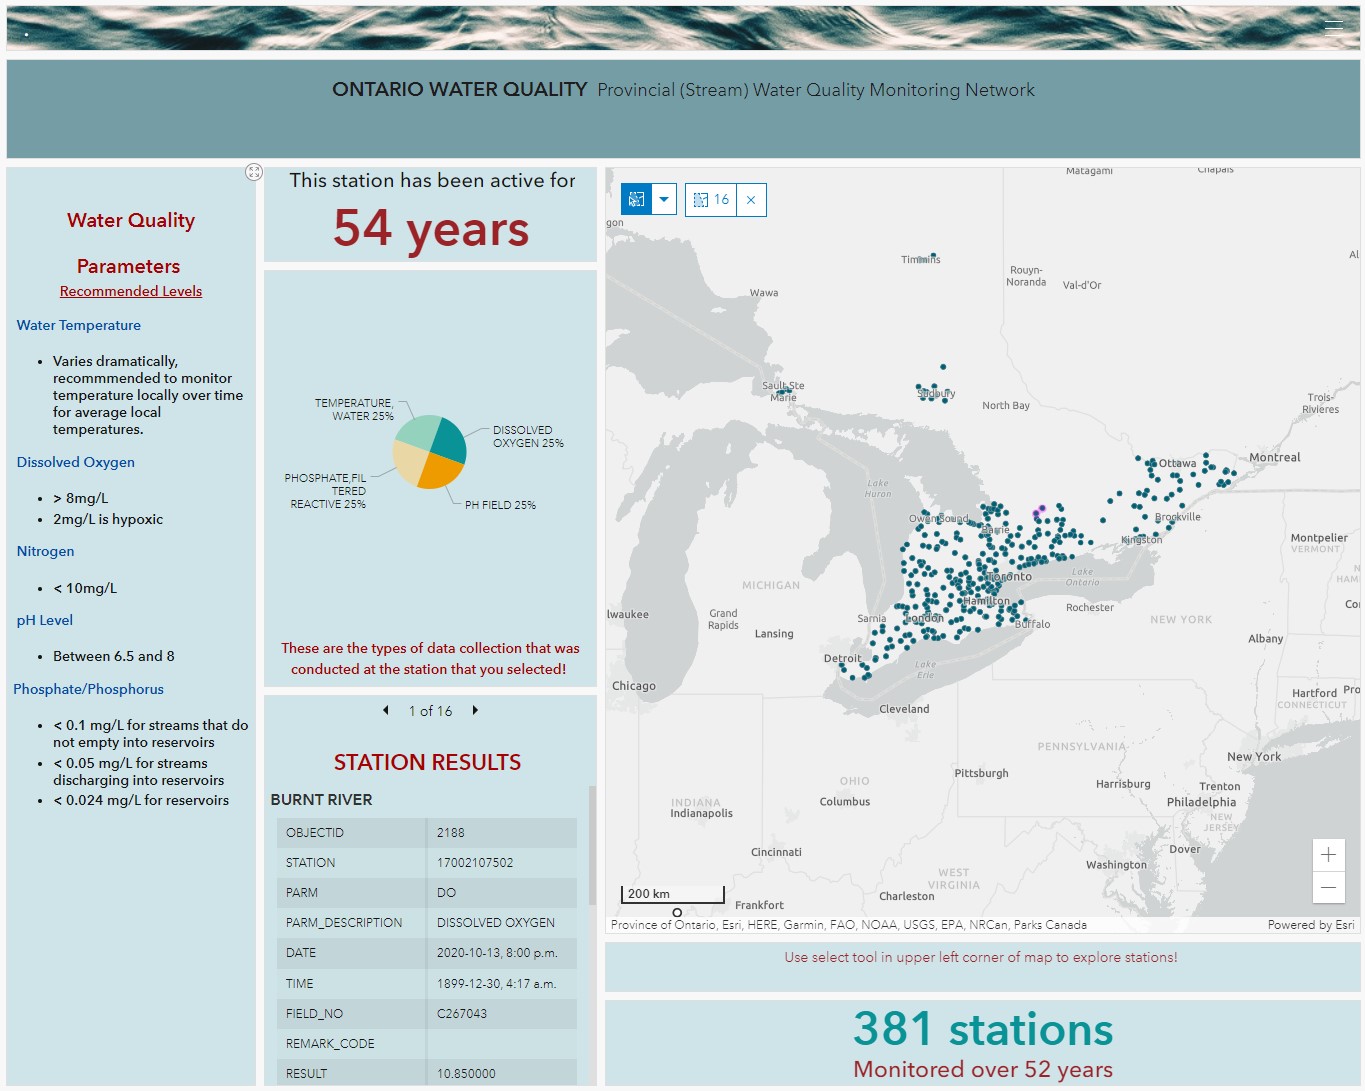 ONTARIO WATER QUALITY Provincial (Stream) Water Quality Monitoring Network
Water Quality
Parameters
Recommended Levels
Water Temperature
Varies dramatically,
recommmended to monitor
temperature locally over time
for average local
temperatures.
Dissolved Oxygen
> 8mg/L
2mg/L is hypoxic
Nitrogen
< 10mg/L
pH Level
Between 6.5 and 8
Phosphate/Phosphorus
< 0.1 mg/L for streams that do
not empty into reservoirs
< 0.05 mg/L for streams
discharging into reservoirs
< 0.024 mg/L for reservoirs
This station has been active for
54 years
TEMPERATURE,
WATER 25%
DISSOLVED
OXYGEN 25%
PHOSPHATE,FIL
TERED
REACTIVE 25%
PH FIELD 25%
These are the types of data collection that was
conducted at the station that you selected!
1 of 16
STATION RESULTS
BURNT RIVER
OBJECTID 2188
STATION 17002107502
PARM DO
PARM_DESCRIPTION DISSOLVED OXYGEN
DATE 2020-10-13, 8:00 p.m.
TIME 1899-12-30, 4:17 a.m.
FIELD_NO C267043
REMARK_CODE
RESULT 10.850000
16
Matagami
Chapais
gon
Timmins
Rouyn-
Noranda
Val-d'Or
Al
Wawa
Sault Ste
Marie
Sudbury
North Bay
Trois-
Rivières
Ottawa
Montreal
Lake
Huron
Owen Sound
Barrie
Brockville
Kingston
Montpelier
VERMONT
Toronto
Lake
Ontario
MICHIGAN
N
HAM
Hamilton
Rochester
Co
lwaukee
Grand
Rapids
Lansing
Sarnia
London
Buffalo
NEW YORK
Albany
Detroit
Lake
Erie
Chicago
Hartford
Pro
CONNECTICUT
Cleveland
PENNSYLVANIA
New York
Pittsburgh
Harrisburg
Trenton
OHIO
Philadelphia
INDIANA
Indianapolis
Columbus
NEW
JERSEY
Cincinnati
Dover
Washington
WEST
VIRGINIA
Charleston
200 km
Frankfort
Province of Ontario, Esri, HERE, Garmin, FAO, NOAA, USGS, EPA, NRCan, Parks Canada
Powered by Esri
Use select tool in upper left corner of map to explore stations!
381 stations
Monitored over 52 years